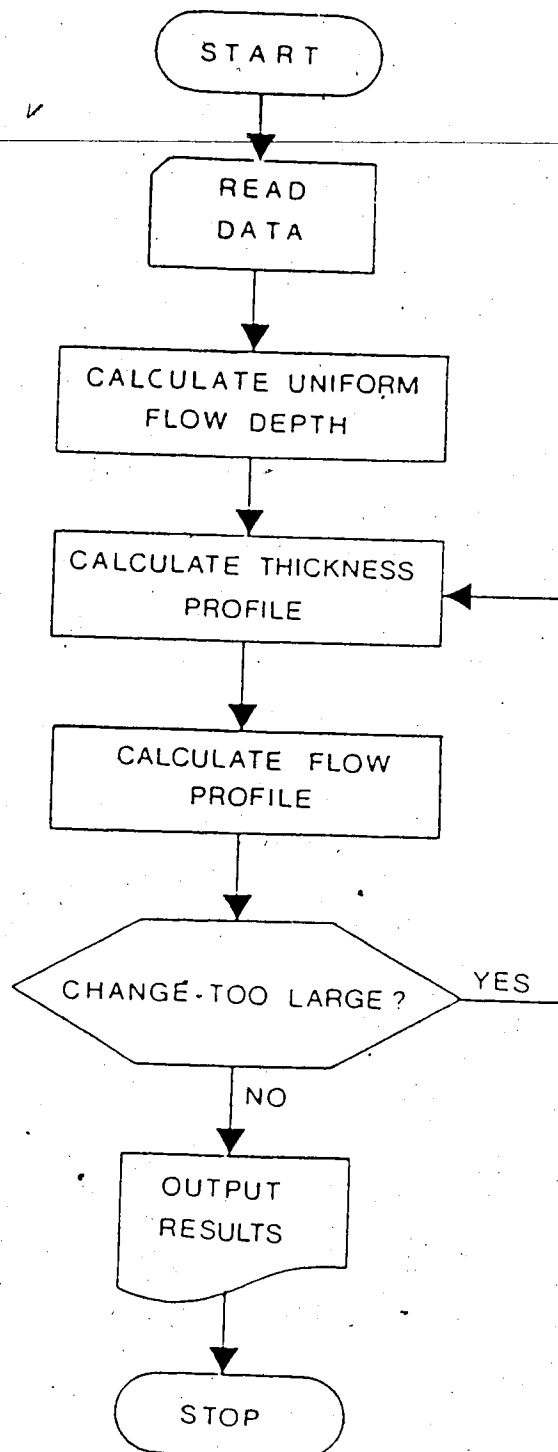 START
READ
DATA
CALCULATE UNIFORM
FLOW DEPTH
CALCULATE THICKNESS
PROFILE
CALCULATE FLOW
PROFILE
CHANGE-TOO LARGE?
YES
NO
OUTPUT
RESULTS
STOP